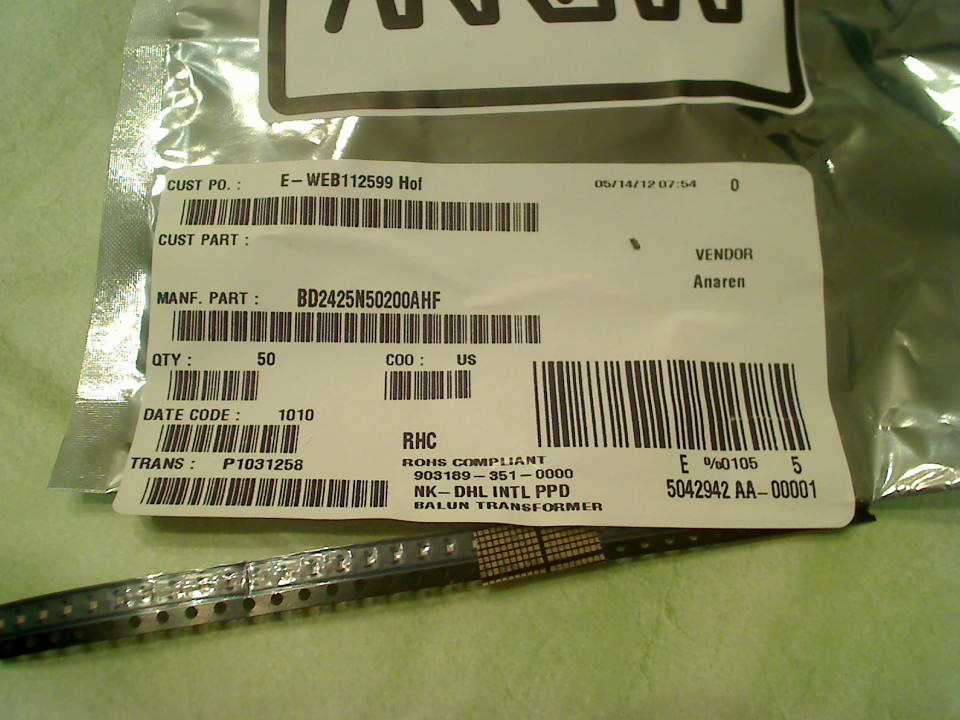 ARROW
CUST PO. : E-WEB112599 Hof 05/14/12 07:54 0
CUST PART :
VENDOR
Anaren
MANF. PART : BD2425N50200AHF
QTY : 50 COO : US
DATE CODE : 1010
RHC
TRANS : P1031258
ROHS COMPLIANT
903189-351-0000
NK-DHL INTL PPD
BALUN TRANSFORMER
E %0105 5
5042942 AA-00001